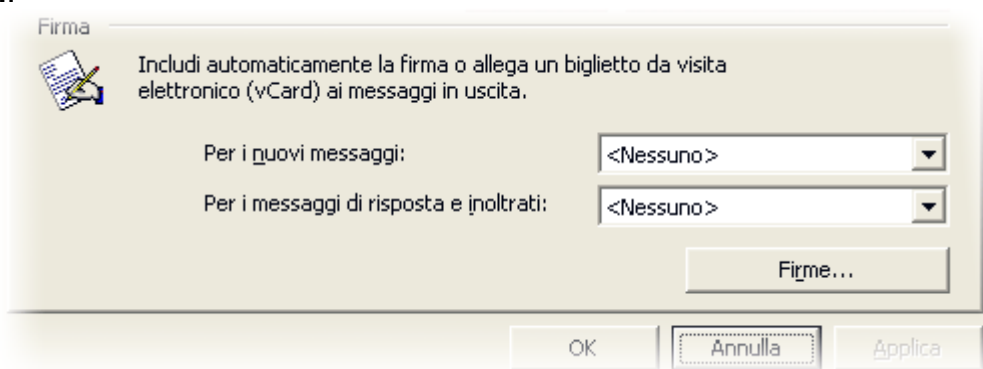 Firma
Includi automaticamente la firma o allega un biglietto da visita
elettronico (vCard) ai messaggi in uscita.
Per i nuovi messaggi: <Nessuno>
Per i messaggi di risposta e inoltrati: <Nessuno>
Firme...
OK Annulla Applica